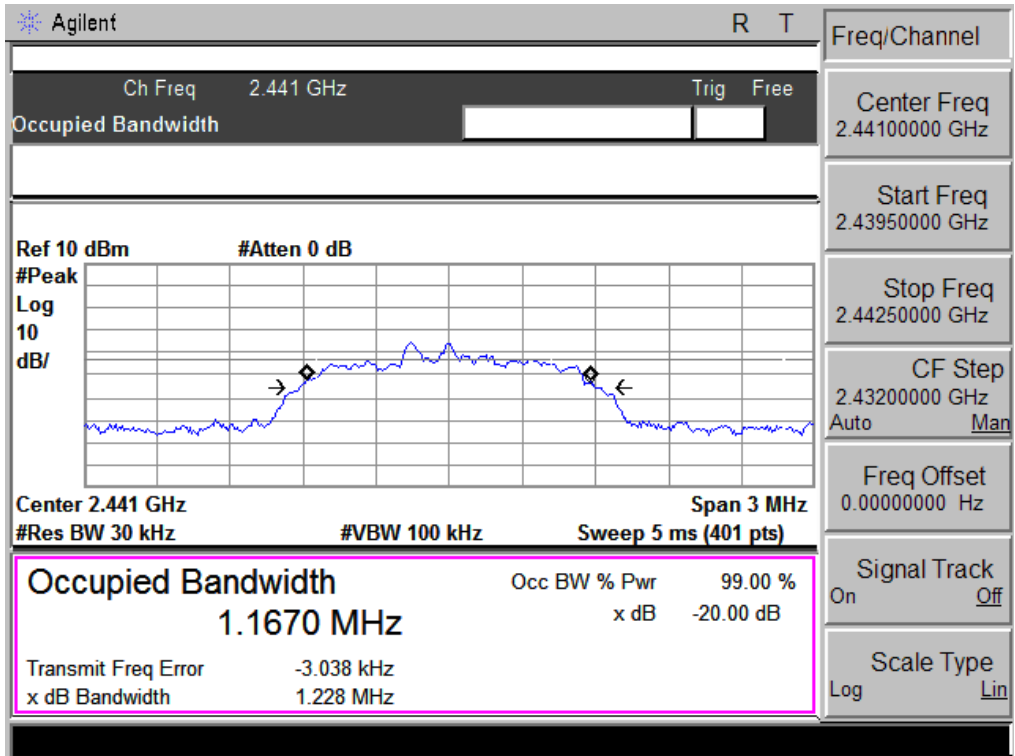 Agilent R T
Ch Freq 2.441 GHz Trig Free
Occupied Bandwidth
Ref 10 dBm #Atten 0 dB
#Peak
Log
10
dB/
Center 2.441 GHz Span 3 MHz
#Res BW 30 kHz #VBW 100 kHz Sweep 5 ms (401 pts)
Occupied Bandwidth
1.1670 MHz
Occ BW % Pwr 99.00 %
x dB -20.00 dB
Transmit Freq Error -3.038 kHz
x dB Bandwidth 1.228 MHz
Freq/Channel
Center Freq
2.44100000 GHz
Start Freq
2.43950000 GHz
Stop Freq
2.44250000 GHz
CF Step
2.43200000 GHz
Auto Man
Freq Offset
0.00000000 Hz
Signal Track
On Off
Scale Type
Log Lin